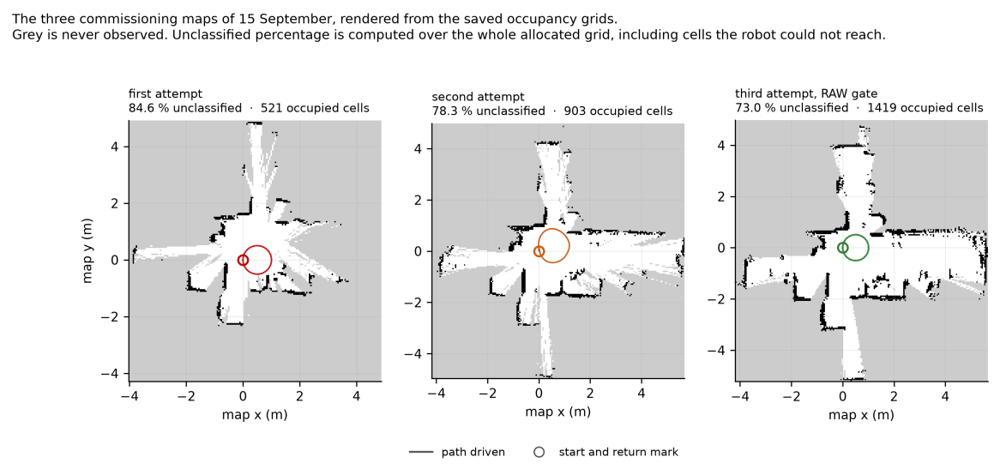 The three commissioning maps of 15 September, rendered from the saved occupancy grids.
Grey is never observed. Unclassified percentage is computed over the whole allocated grid, including cells the robot could not reach.
first attempt
84.6 % unclassified · 521 occupied cells
second attempt
78.3 % unclassified · 903 occupied cells
third attempt, RAW gate
73.0 % unclassified · 1419 occupied cells
map y (m)
4
2
0
−2
−4
−4 −2 0 2 4
map x (m)
4
2
0
−2
−4
−4 −2 0 2 4
map x (m)
4
2
0
−2
−4
−4 −2 0 2 4
map x (m)
path driven
start and return mark